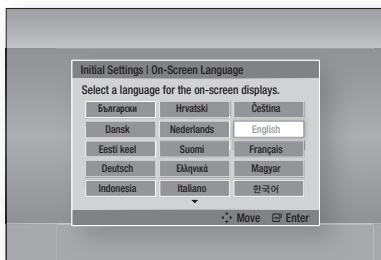 Initial Settings | On-Screen Language
Select a language for the on-screen displays.
Български Hrvatski Čeština
Dansk Nederlands English
Eesti keel Suomi Français
Deutsch Ελληνικά Magyar
Indonesia Italiano 한국어
Move Enter